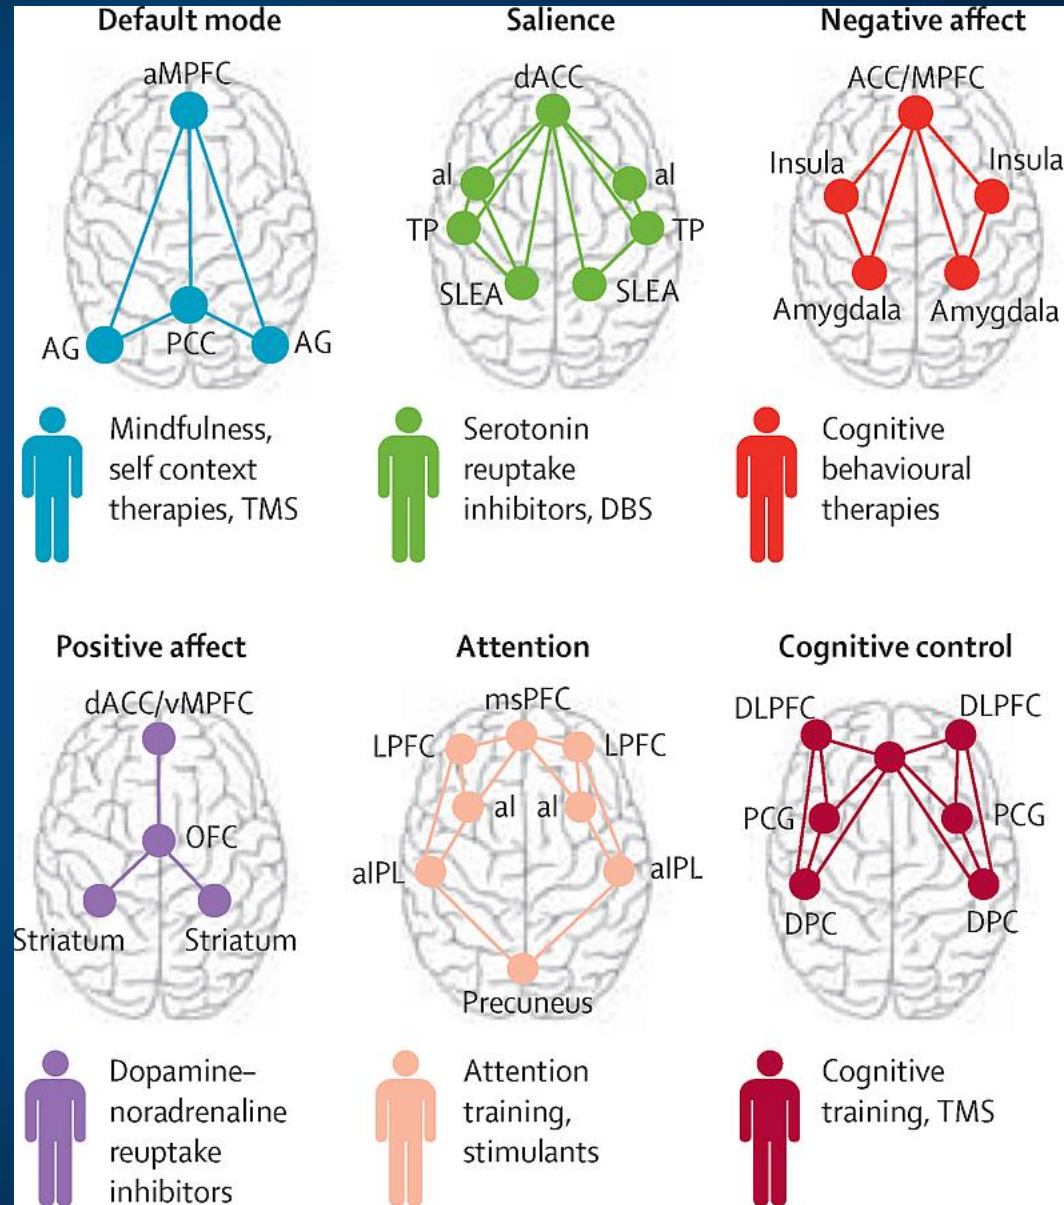 Default mode
aMPFC
AG
PCC
AG
Mindfulness,
self context
therapies, TMS
Salience
dACC
aI
aI
TP
TP
SLEA
SLEA
Serotonin
reuptake
inhibitors, DBS
Negative affect
ACC/MPFC
Insula
Insula
Amygdala
Amygdala
Cognitive
behavioural
therapies
Positive affect
dACC/vMPFC
OFC
Striatum
Striatum
Dopamine–
noradrenaline
reuptake
inhibitors
Attention
msPFC
LPFC
LPFC
aI
aI
aIPL
aIPL
Precuneus
Attention
training,
stimulants
Cognitive control
DLPFC
DLPFC
PCG
PCG
DPC
DPC
Cognitive
training, TMS